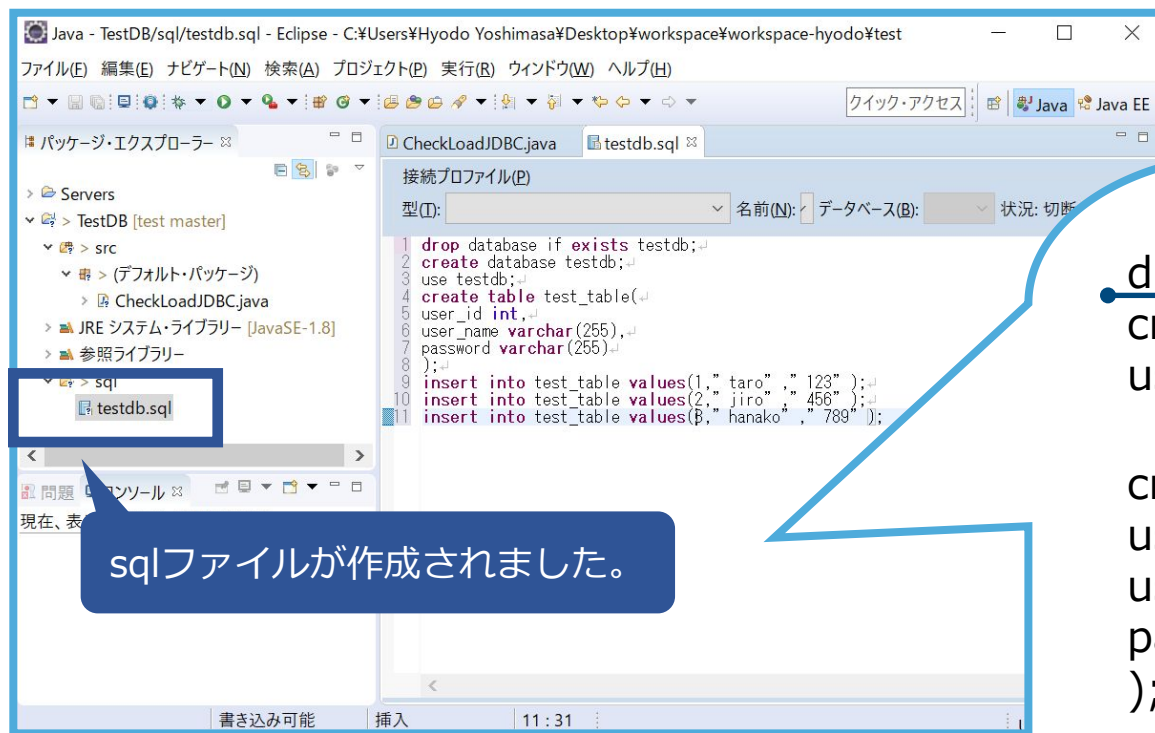 Java - TestDB/sql/testdb.sql - Eclipse - C:¥Users¥Hyodo Yoshimasa¥Desktop¥workspace¥workspace-hyodo¥test
ファイル(F) 編集(E) ナビゲート(N) 検索(A) プロジェクト(P) 実行(R) ウィンドウ(W) ヘルプ(H)
クイック・アクセス Java Java EE
パッケージ・エクスプローラー
CheckLoadJDBC.java testdb.sql
接続プロファイル(P)
型(T): 名前(N): データベース(B): 状況: 切断
> Servers
> TestDB [test master]
> src
> (デフォルト・パッケージ)
> CheckLoadJDBC.java
> JRE システム・ライブラリー [JavaSE-1.8]
> 参照ライブラリー
> sql
testdb.sql
1 drop database if exists testdb;
2 create database testdb;
3 use testdb;
4 create table test_table(
5 user_id int,
6 user_name varchar(255),
7 password varchar(255)
8 );
9 insert into test_table values(1,” taro” ,” 123” );
10 insert into test_table values(2,” jiro” ,” 456” );
11 insert into test_table values(3,” hanako” ,” 789” );
問題 コンソール
現在、表
sqlファイルが作成されました。
書き込み可能 挿入 11 : 31
d
cr
u
cr
u
u
pa
);